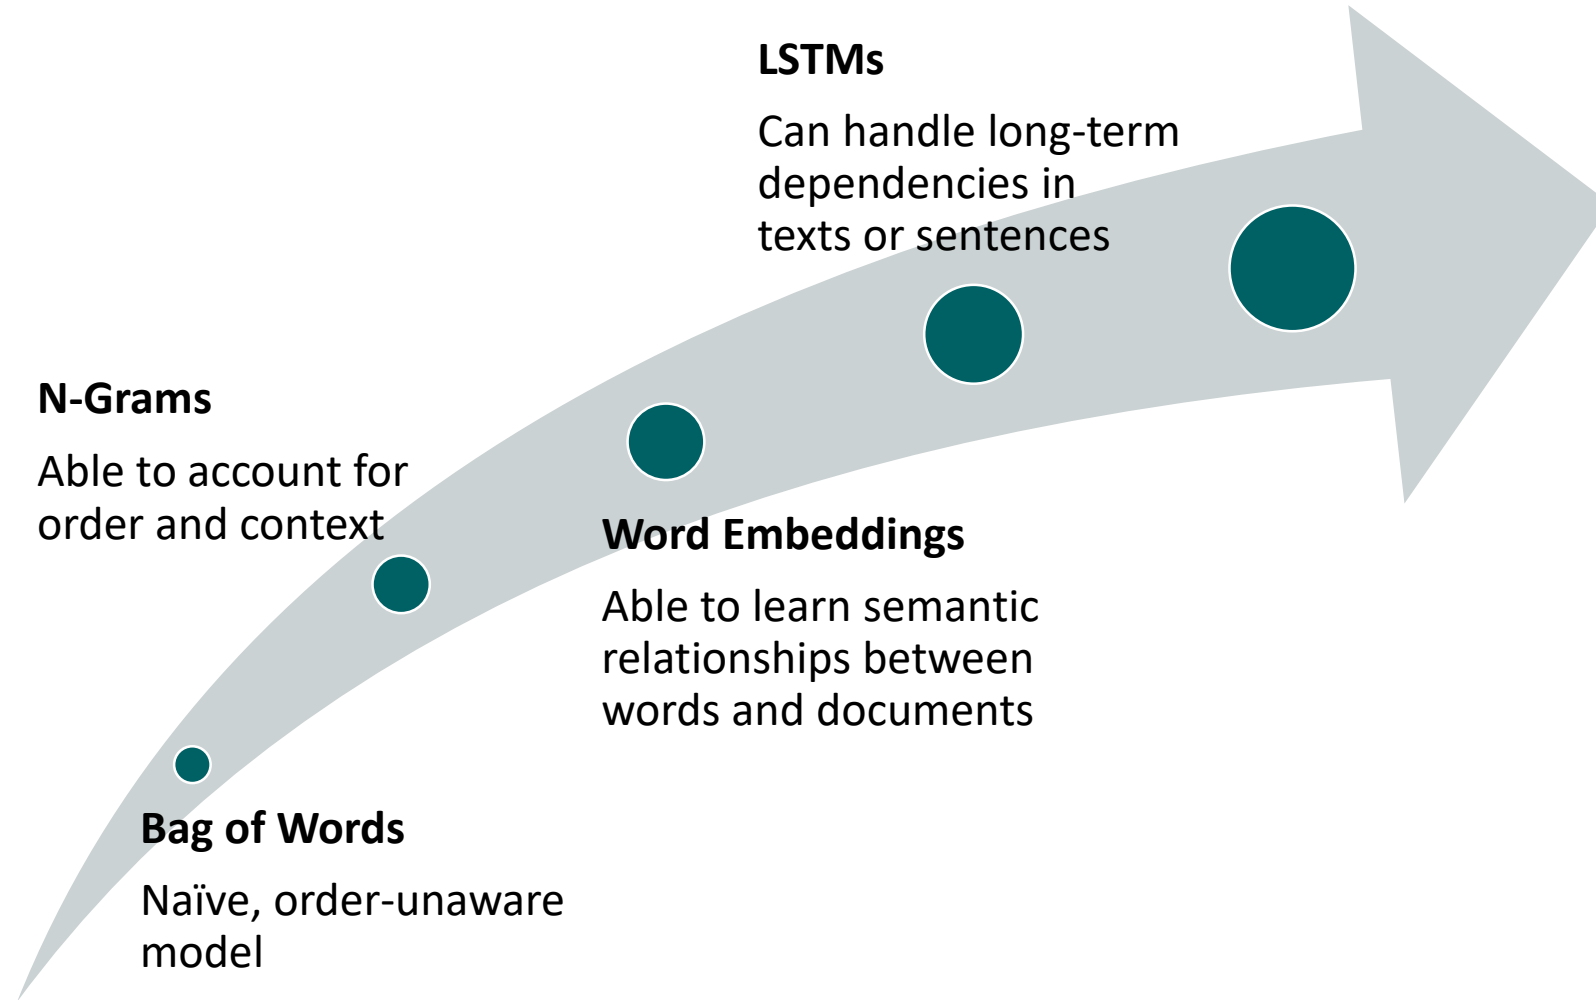 LSTMs
Can handle long-term
dependencies in
texts or sentences
N-Grams
Able to account for
order and context
Word Embeddings
Able to learn semantic
relationships between
words and documents
Bag of Words
Naïve, order-unaware
model